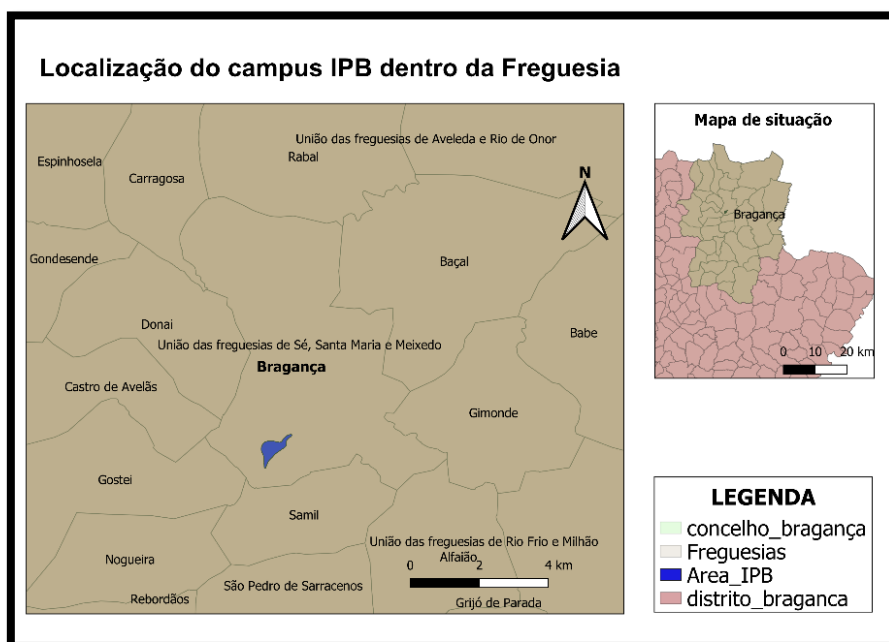 Localização do campus IPB dentro da Freguesia
União das freguesias de Aveleda e Rio de Onor
Rabal
Espinhosela
Carragosa
N
Gondesende
Baçal
Donai
Babe
União das freguesias de Sé, Santa Maria e Meixedo
Bragança
Castro de Avelãs
Gimonde
Gostei
Samil
União das freguesias de Rio Frio e Milhão
Alfaião
Nogueira
0 2 4 km
São Pedro de Sarracenos
Rebordãos
Grijó de Parada
Mapa de situação
Bragança
0 10 20 km
LEGENDA
concelho_bragança
Freguesias
Area_IPB
distrito_braganca